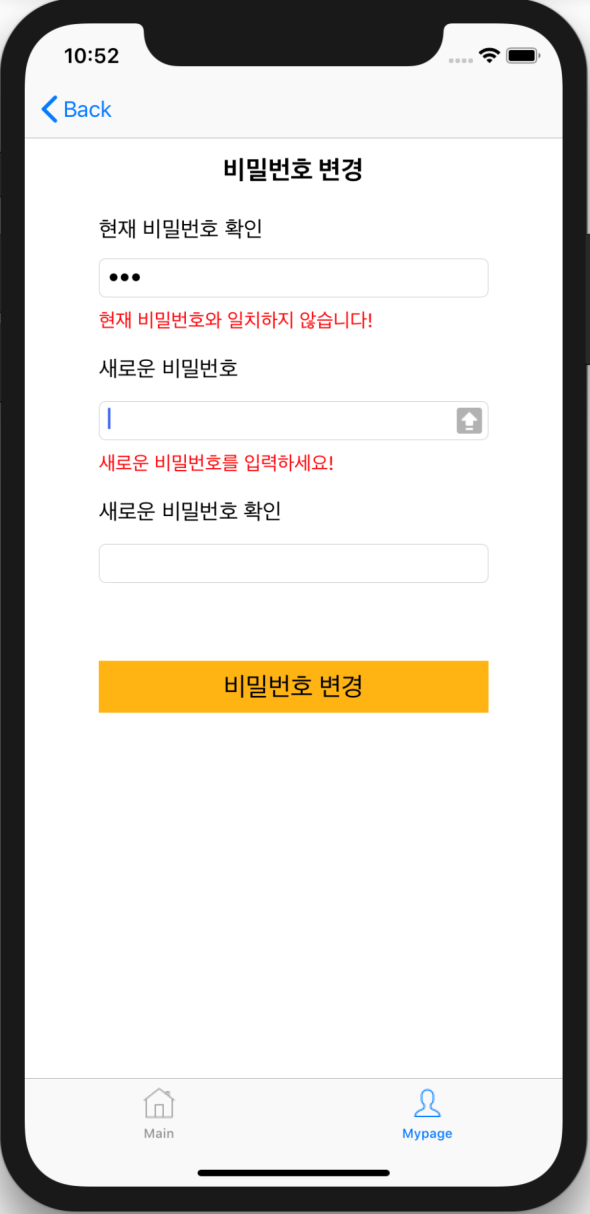 10:52
Back
비밀번호 변경
현재 비밀번호 확인
•••
현재 비밀번호와 일치하지 않습니다!
새로운 비밀번호
새로운 비밀번호를 입력하세요!
새로운 비밀번호 확인
비밀번호 변경
Main
Mypage